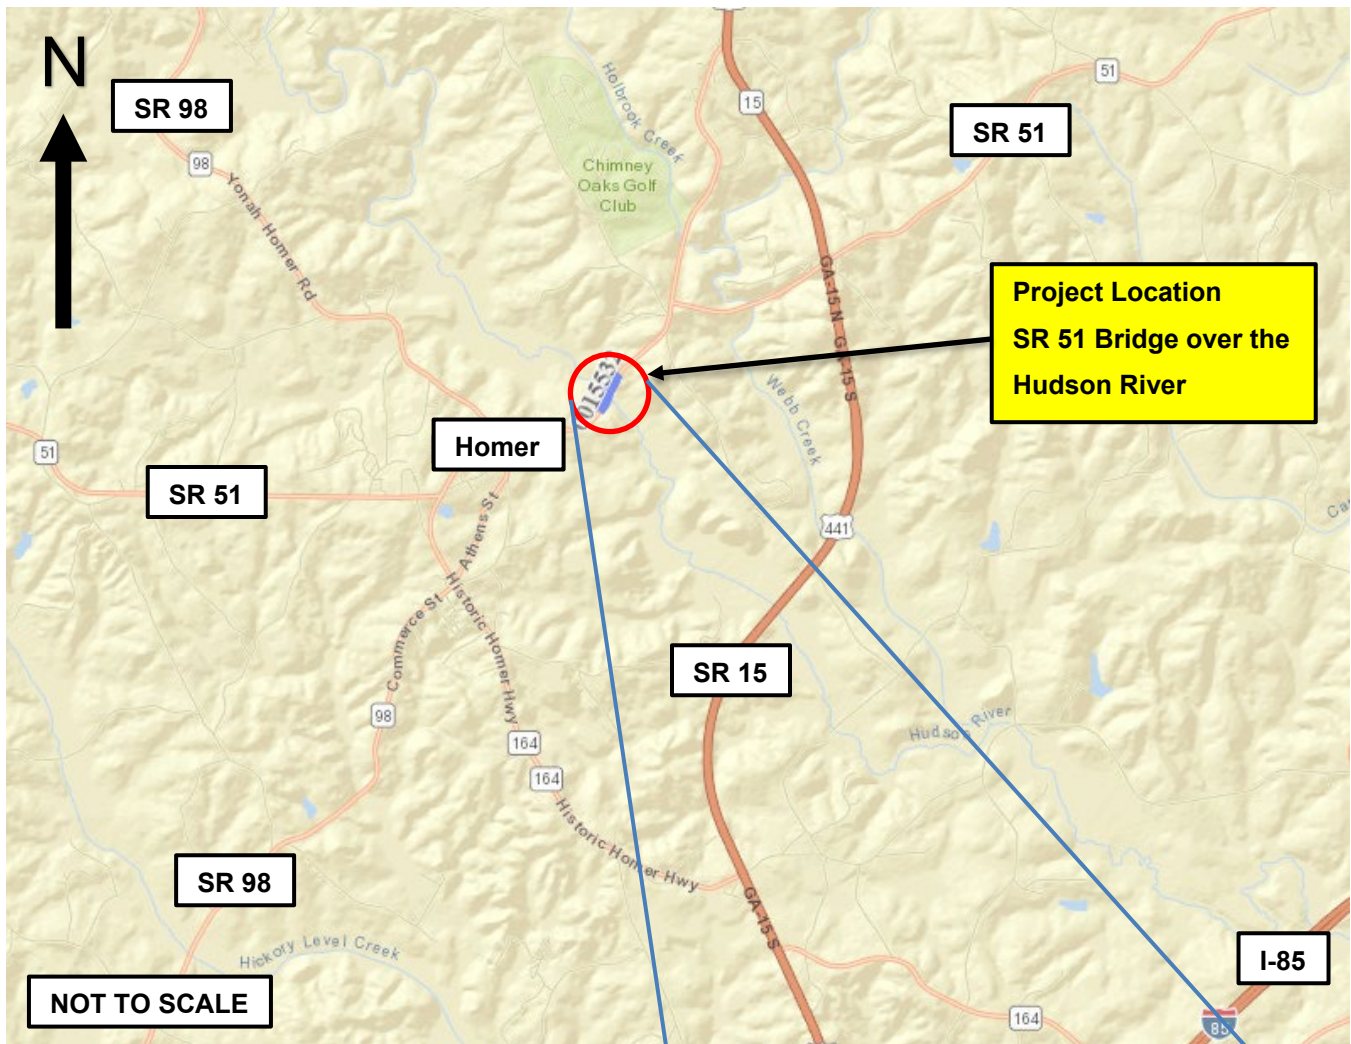 N
SR 98
98
Yonah Homer Rd
Holbrook Creek
Chimney
Oaks Golf
Club
15
51
SR 51
GA-15 N
GA-15 S
Project Location
SR 51 Bridge over the
Hudson River
Webb Creek
Homer
51
SR 51
Athens St
441
Commerce St
Historic Homer Hwy
SR 15
98
164
164
Hudson River
Historic Homer Hwy
SR 98
GA-15 S
Hickory Level Creek
I-85
NOT TO SCALE
164
85